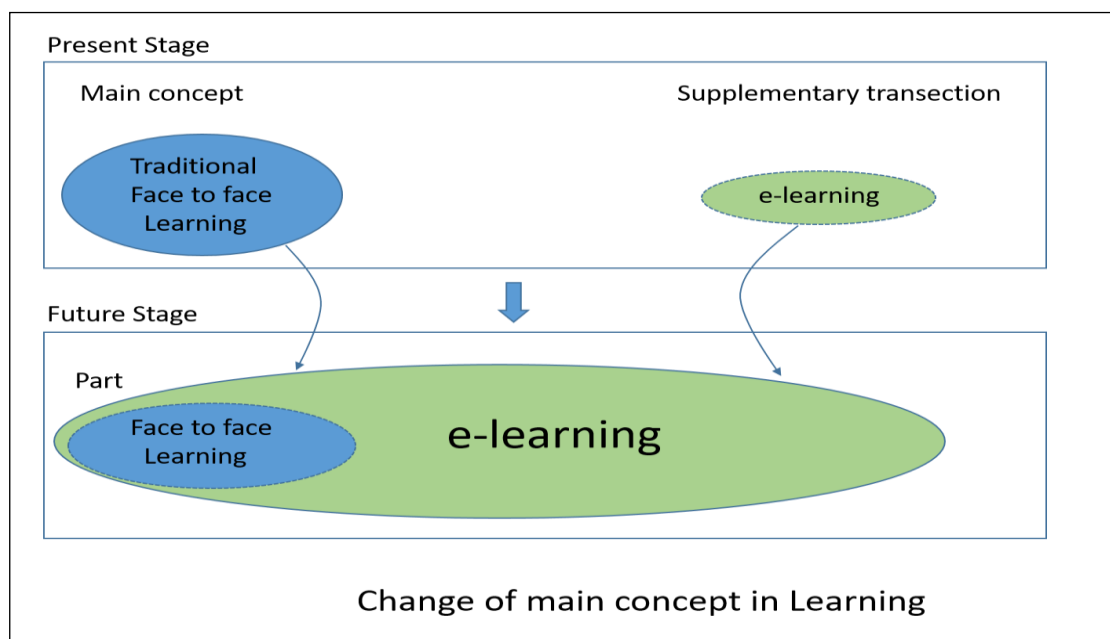 Present Stage
Main concept
Supplementary transection
Traditional
Face to face
Learning
e-learning
Future Stage
Part
Face to face
Learning
e-learning
Change of main concept in Learning